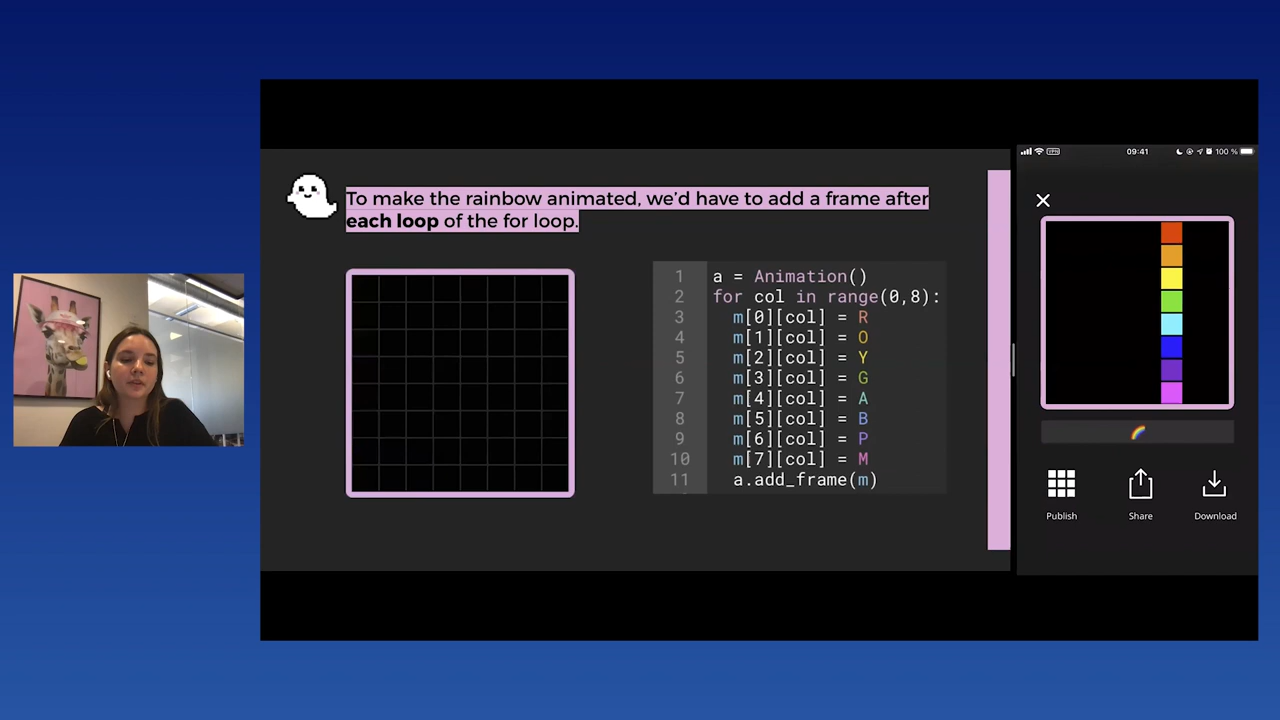 To make the rainbow animated, we'd have to add a frame after
each loop of the for loop.
1 a = Animation()
2 for col in range(0,8):
3 m[0][col] = R
4 m[1][col] = O
5 m[2][col] = Y
6 m[3][col] = G
7 m[4][col] = A
8 m[5][col] = B
9 m[6][col] = P
10 m[7][col] = M
11 a.add_frame(m)
VPN 09:41 100 %
Publish Share Download